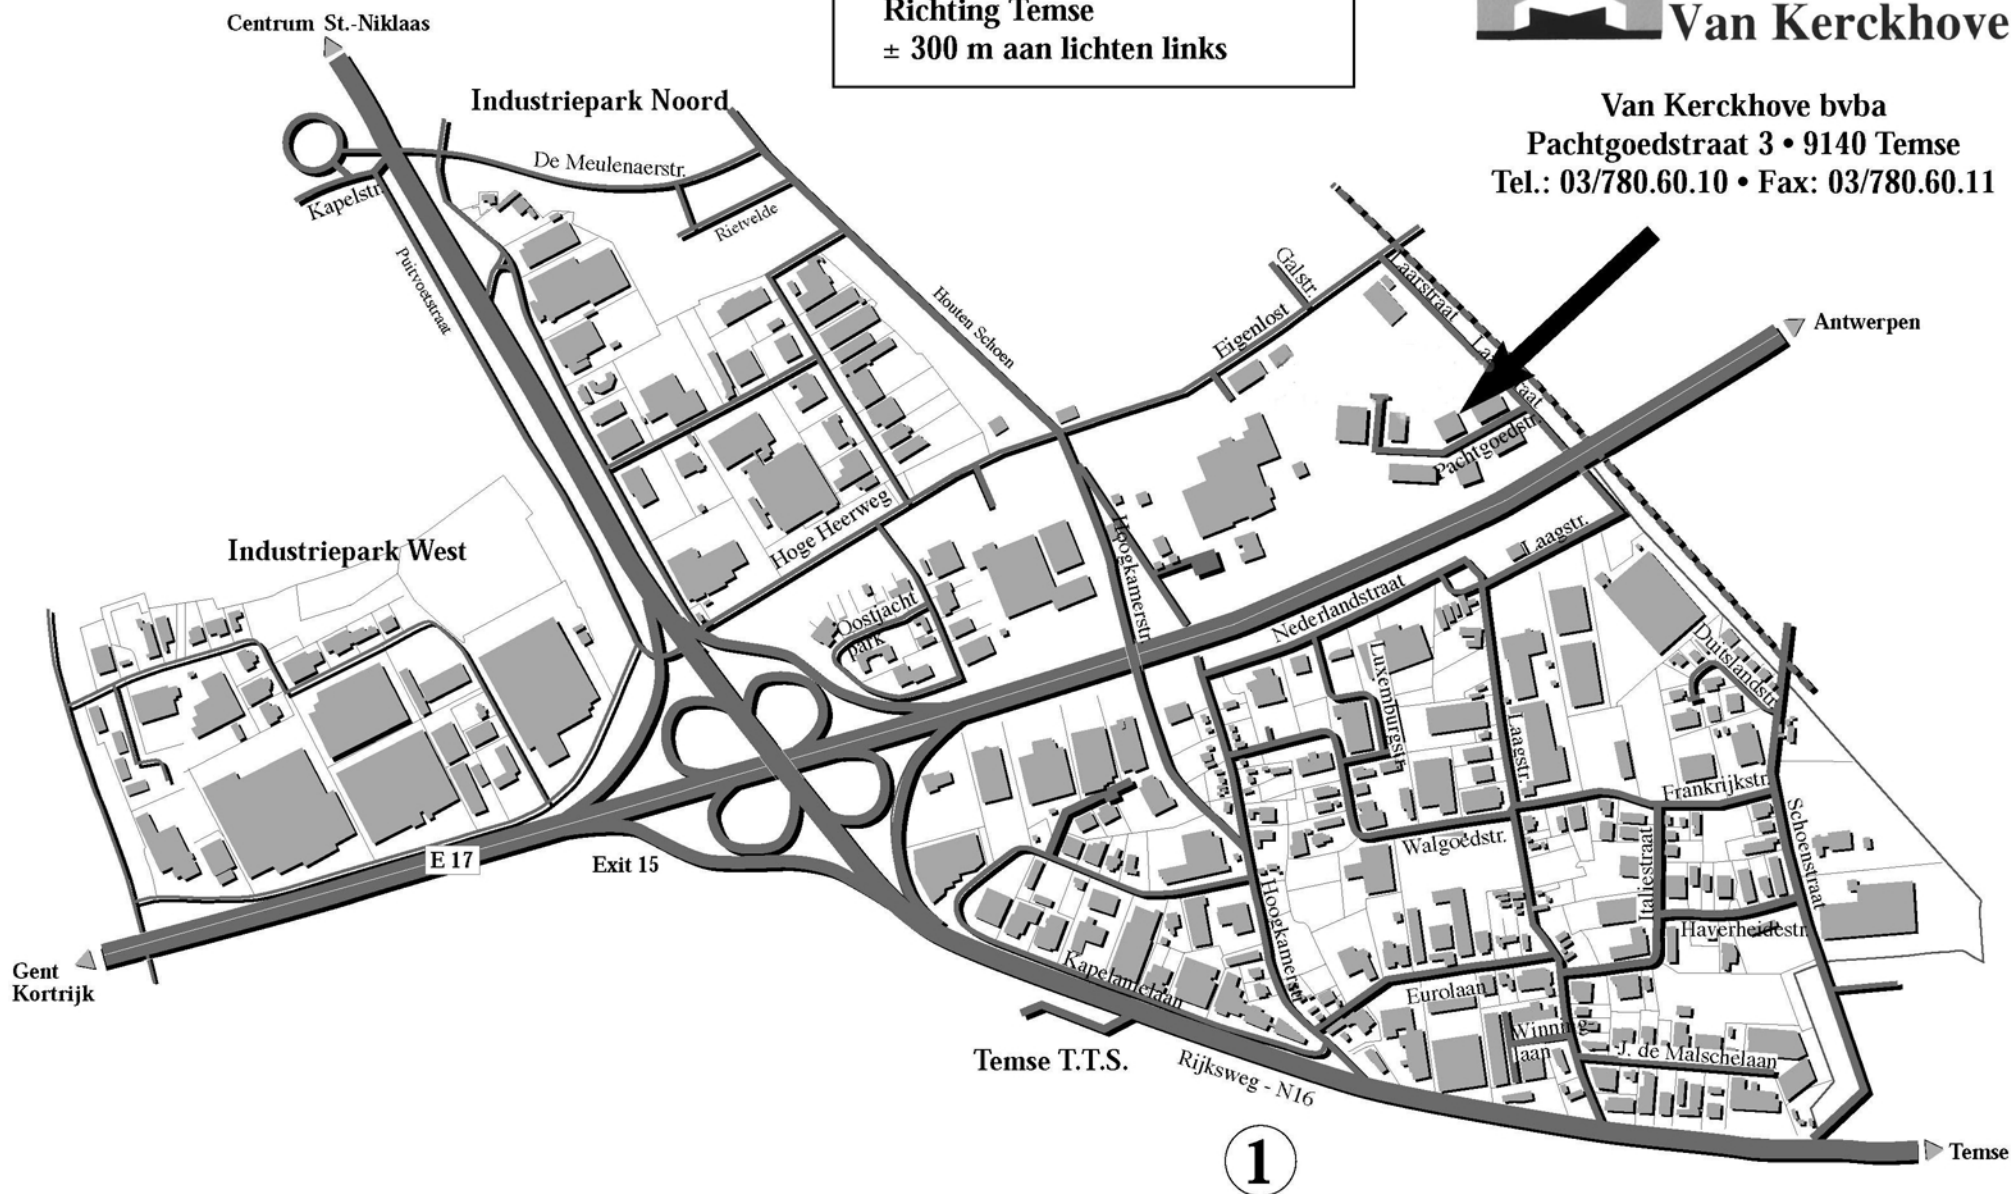 Richting Temse
± 300 m aan lichten links
Van Kerckhove
Van Kerckhove bvba
Pachtgoedstraat 3 • 9140 Temse
Tel.: 03/780.60.10 • Fax: 03/780.60.11
Centrum St.-Niklaas
Industriepark Noord
De Meulenaerstr.
Kapelstr.
Rietvelde
Puitvoetstraat
Houten Schoen
Galstr.
Eigenlost
Laarstraat
Antwerpen
Pachtgoedstr.
Hoge Heerweg
Hoogkamerstr.
Laagstr.
Industriepark West
Oostjacht
park
Nederlandstraat
Luxemburgstr.
Duitslandstr.
Laagstr.
Frankrijkstr.
Schoenstraat
Walgoedstr.
Italiestraat
Haverheidestr.
E 17
Exit 15
Hoogkamerstr.
Gent
Kortrijk
Kapelanielaan
Eurolaan
Winning-
laan
J. de Malschelaan
Temse T.T.S.
Rijksweg - N16
1
Temse